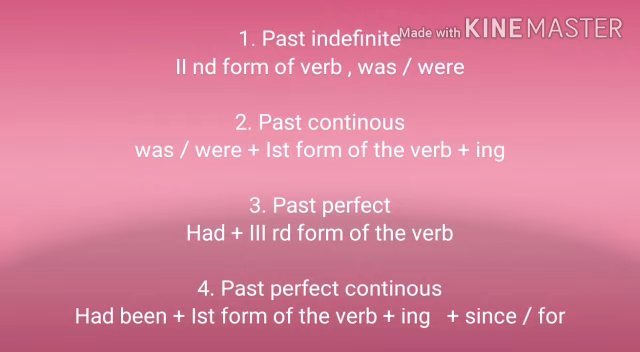 Made with KINEMASTER
1. Past indefinite
II nd form of verb , was / were
2. Past continous
was / were + Ist form of the verb + ing
3. Past perfect
Had + III rd form of the verb
4. Past perfect continous
Had been + Ist form of the verb + ing + since / for